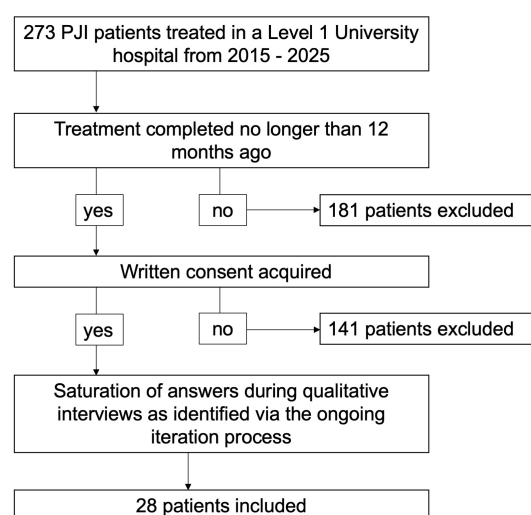 273 PJI patients treated in a Level 1 University
hospital from 2015 - 2025
Treatment completed no longer than 12
months ago
yes
no
181 patients excluded
Written consent acquired
yes
no
141 patients excluded
Saturation of answers during qualitative
interviews as identified via the ongoing
iteration process
28 patients included